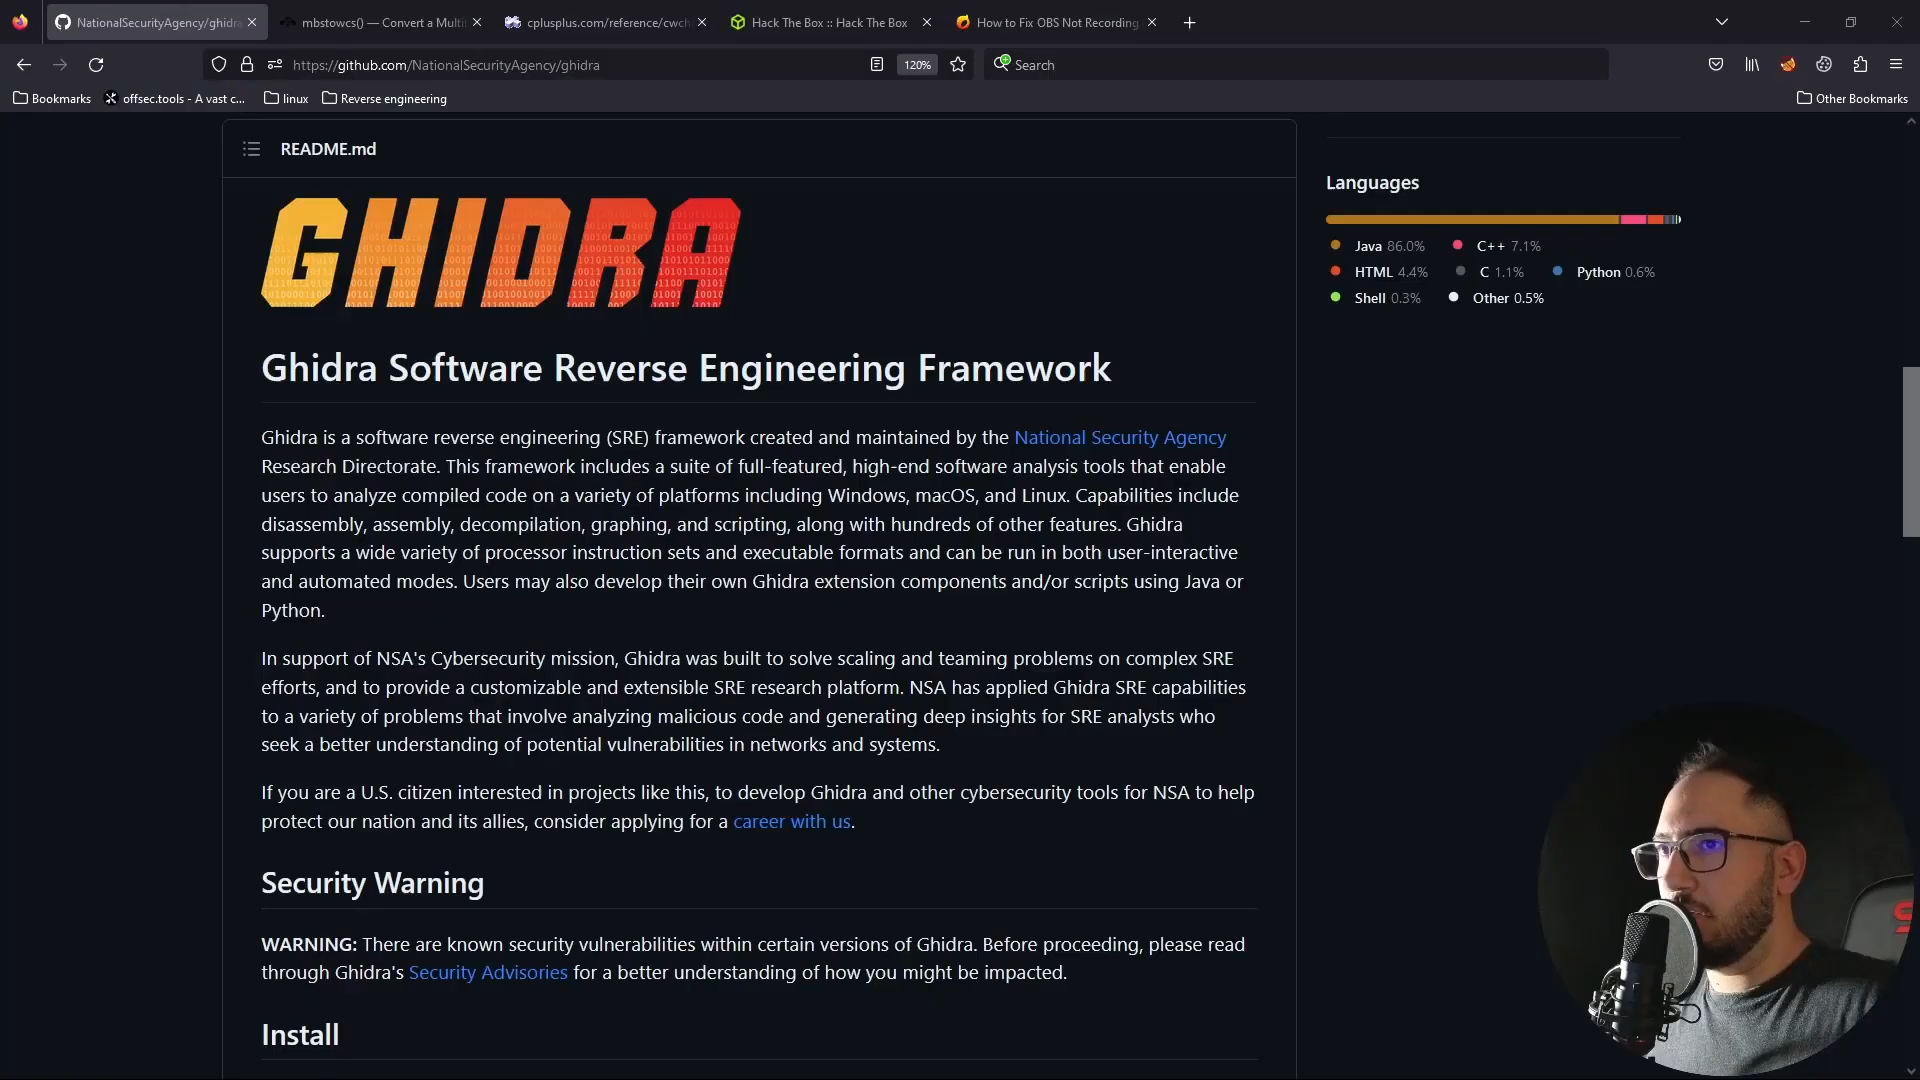 NationalSecurityAgency/ghidra
mbstowcs() — Convert a Multi
cplusplus.com/reference/cwch
Hack The Box :: Hack The Box
How to Fix OBS Not Recording
https://github.com/NationalSecurityAgency/ghidra
120%
Search
Bookmarks
offsec.tools - A vast c...
linux
Reverse engineering
Other Bookmarks
README.md
GHIDRA
Ghidra Software Reverse Engineering Framework
Ghidra is a software reverse engineering (SRE) framework created and maintained by the National Security Agency
Research Directorate. This framework includes a suite of full-featured, high-end software analysis tools that enable
users to analyze compiled code on a variety of platforms including Windows, macOS, and Linux. Capabilities include
disassembly, assembly, decompilation, graphing, and scripting, along with hundreds of other features. Ghidra
supports a wide variety of processor instruction sets and executable formats and can be run in both user-interactive
and automated modes. Users may also develop their own Ghidra extension components and/or scripts using Java or
Python.
In support of NSA's Cybersecurity mission, Ghidra was built to solve scaling and teaming problems on complex SRE
efforts, and to provide a customizable and extensible SRE research platform. NSA has applied Ghidra SRE capabilities
to a variety of problems that involve analyzing malicious code and generating deep insights for SRE analysts who
seek a better understanding of potential vulnerabilities in networks and systems.
If you are a U.S. citizen interested in projects like this, to develop Ghidra and other cybersecurity tools for NSA to help
protect our nation and its allies, consider applying for a career with us.
Security Warning
WARNING: There are known security vulnerabilities within certain versions of Ghidra. Before proceeding, please read
through Ghidra's Security Advisories for a better understanding of how you might be impacted.
Install
Languages
Java 86.0%
C++ 7.1%
HTML 4.4%
C 1.1%
Python 0.6%
Shell 0.3%
Other 0.5%